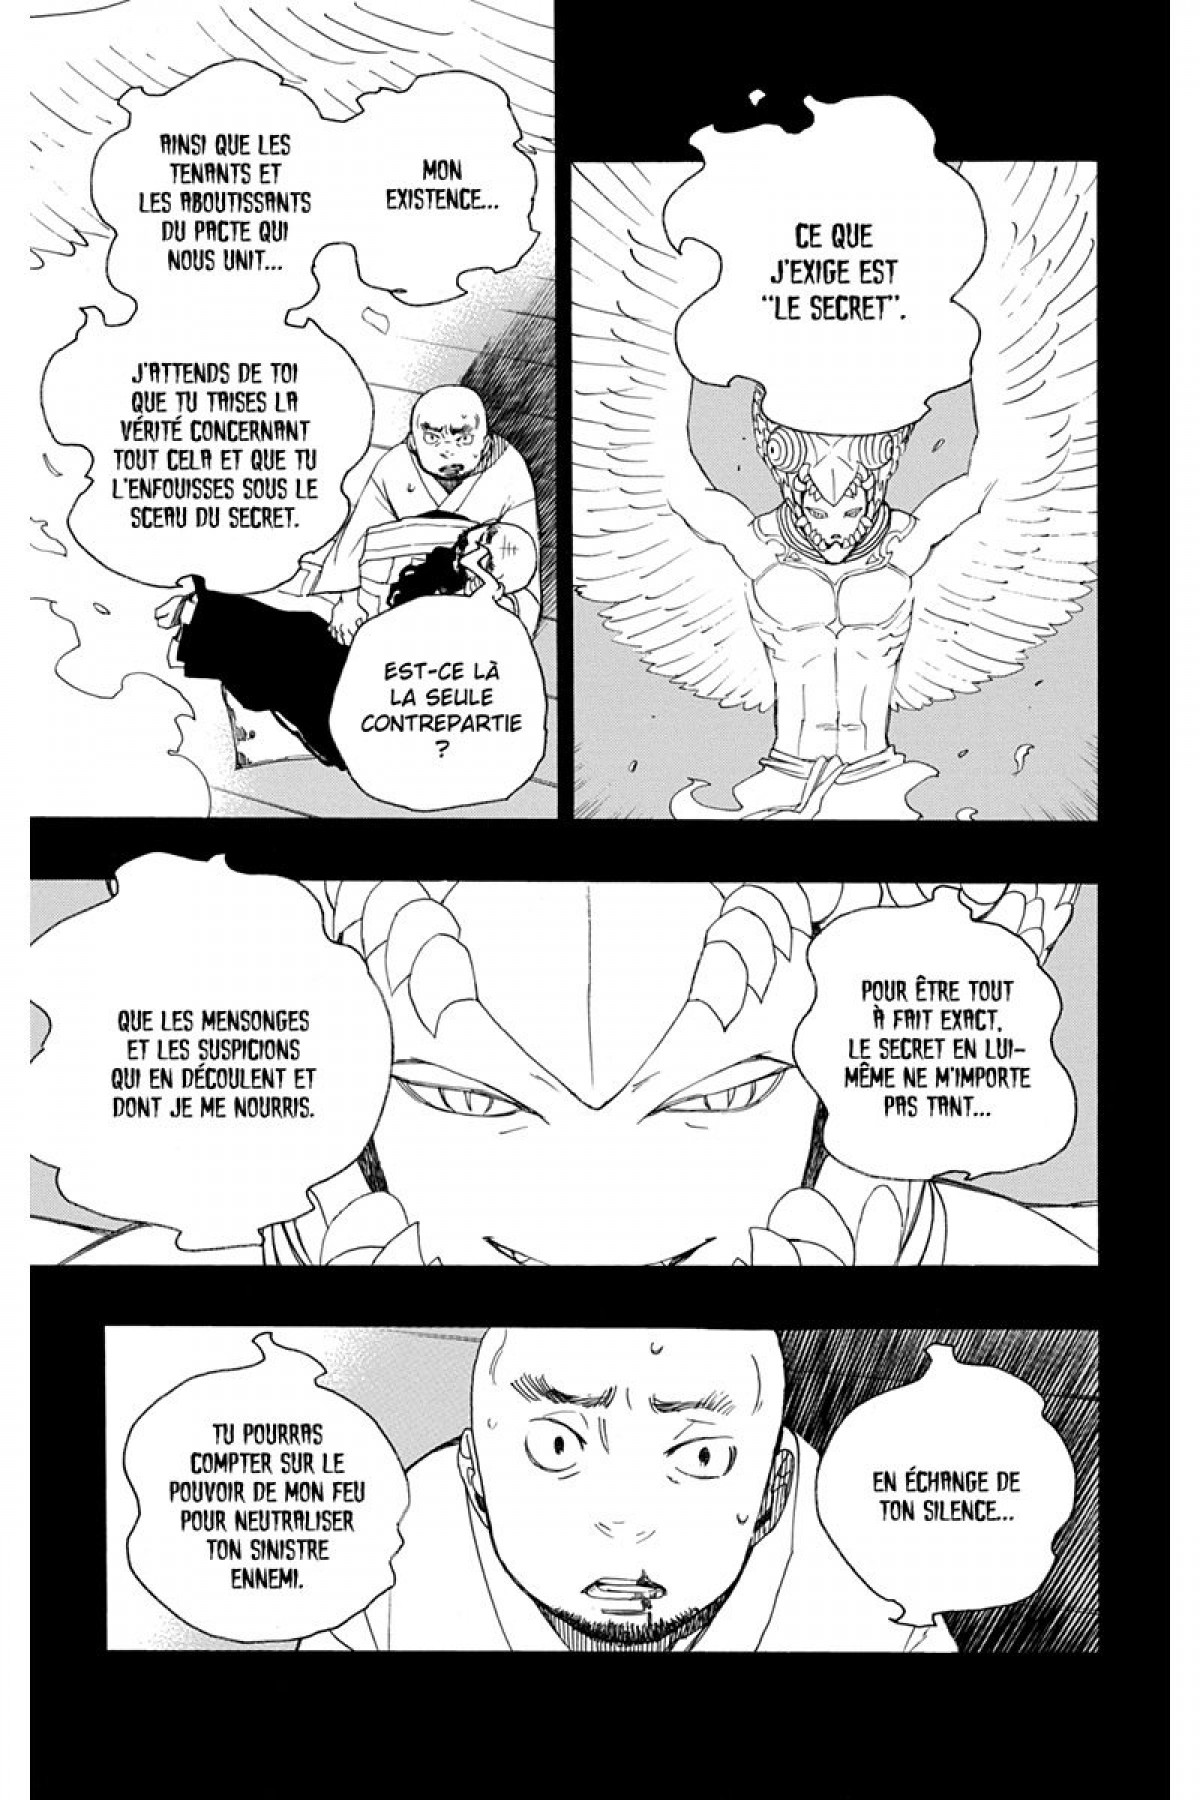 CE QUE
J'EXIGE EST
"LE SECRET".
MON
EXISTENCE...
AINSI QUE LES
TENANTS ET
LES ABOUTISSANTS
DU PACTE QUI
NOUS UNIT...
J'ATTENDS DE TOI
QUE TU TAISES LA
VÉRITÉ CONCERNANT
TOUT CELA ET QUE TU
L'ENFOUISSES SOUS LE
SCEAU DU SECRET.
EST-CE LÀ
LA SEULE
CONTREPARTIE
?
POUR ÊTRE TOUT
À FAIT EXACT,
LE SECRET EN LUI-
MÊME NE M'IMPORTE
PAS TANT...
QUE LES MENSONGES
ET LES SUSPICIONS
QUI EN DÉCOULENT ET
DONT JE ME NOURRIS.
EN ÉCHANGE DE
TON SILENCE...
TU POURRAS
COMPTER SUR LE
POUVOIR DE MON FEU
POUR NEUTRALISER
TON SINISTRE
ENNEMI.